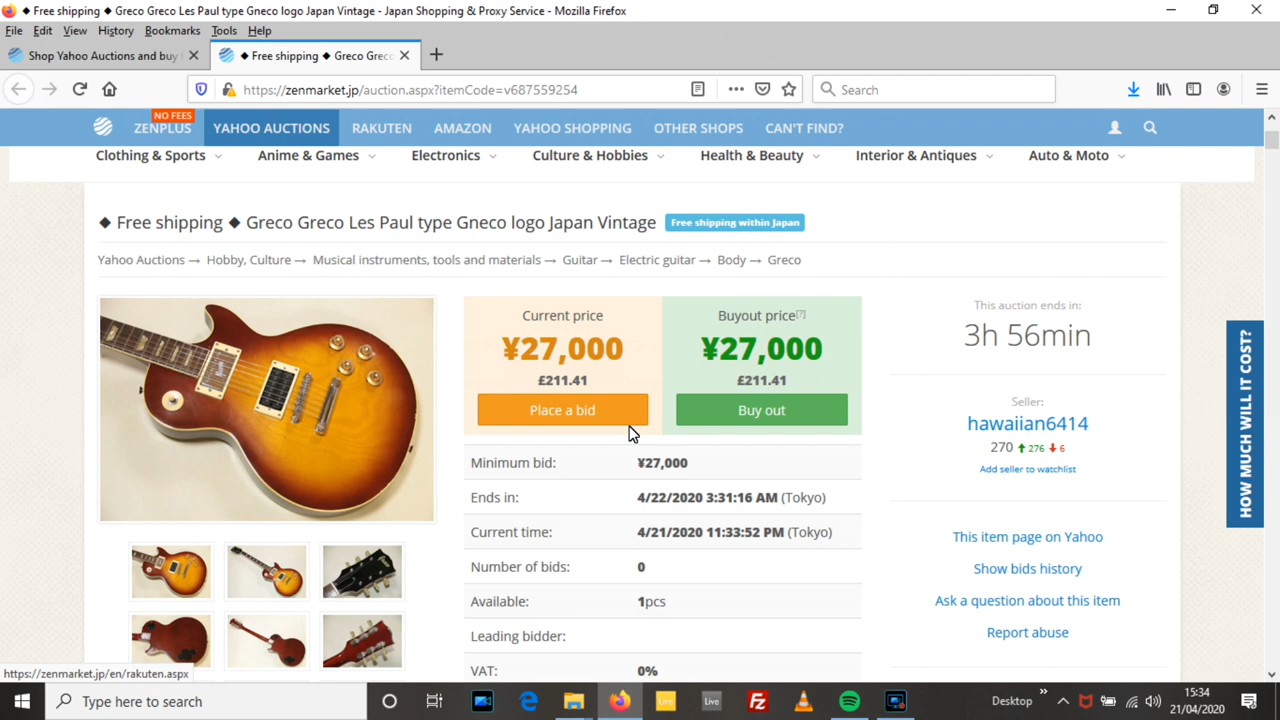 ◆ Free shipping ◆ Greco Greco Les Paul type Gneco logo Japan Vintage - Japan Shopping & Proxy Service - Mozilla Firefox
File Edit View History Bookmarks Tools Help
Shop Yahoo Auctions and buy f
◆ Free shipping ◆ Greco Greco
https://zenmarket.jp/auction.aspx?itemCode=v687559254
Search
NO FEES
ZENPLUS YAHOO AUCTIONS RAKUTEN AMAZON YAHOO SHOPPING OTHER SHOPS CAN'T FIND?
Clothing & Sports Anime & Games Electronics Culture & Hobbies Health & Beauty Interior & Antiques Auto & Moto
◆ Free shipping ◆ Greco Greco Les Paul type Gneco logo Japan Vintage Free shipping within Japan
Yahoo Auctions → Hobby, Culture → Musical instruments, tools and materials → Guitar → Electric guitar → Body → Greco
Current price
¥27,000
£211.41
Place a bid
Buyout price[?]
¥27,000
£211.41
Buy out
Minimum bid: ¥27,000
Ends in: 4/22/2020 3:31:16 AM (Tokyo)
Current time: 4/21/2020 11:33:52 PM (Tokyo)
Number of bids: 0
Available: 1pcs
Leading bidder:
VAT: 0%
This auction ends in:
3h 56min
Seller:
hawaiian6414
270 276 6
Add seller to watchlist
This item page on Yahoo
Show bids history
Ask a question about this item
Report abuse
HOW MUCH WILL IT COST?
https://zenmarket.jp/en/rakuten.aspx
Type here to search
Live
Live
Desktop
15:34
21/04/2020